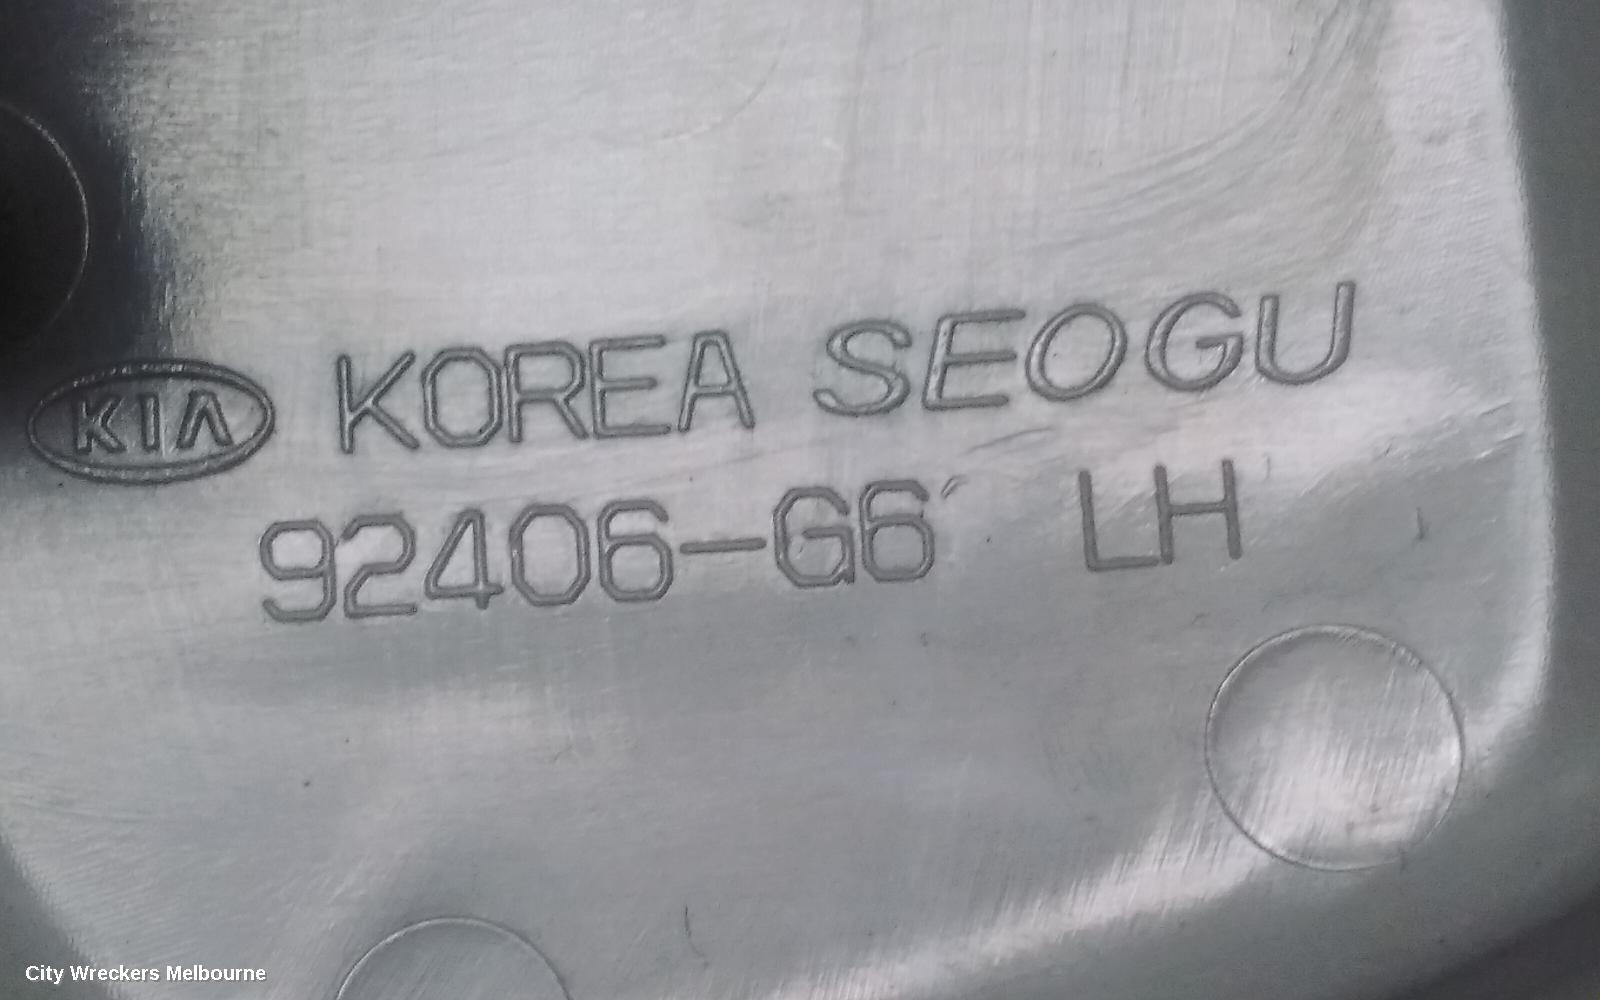 KIA KOREA SEOGU
92406-G6 LH
City Wreckers Melbourne